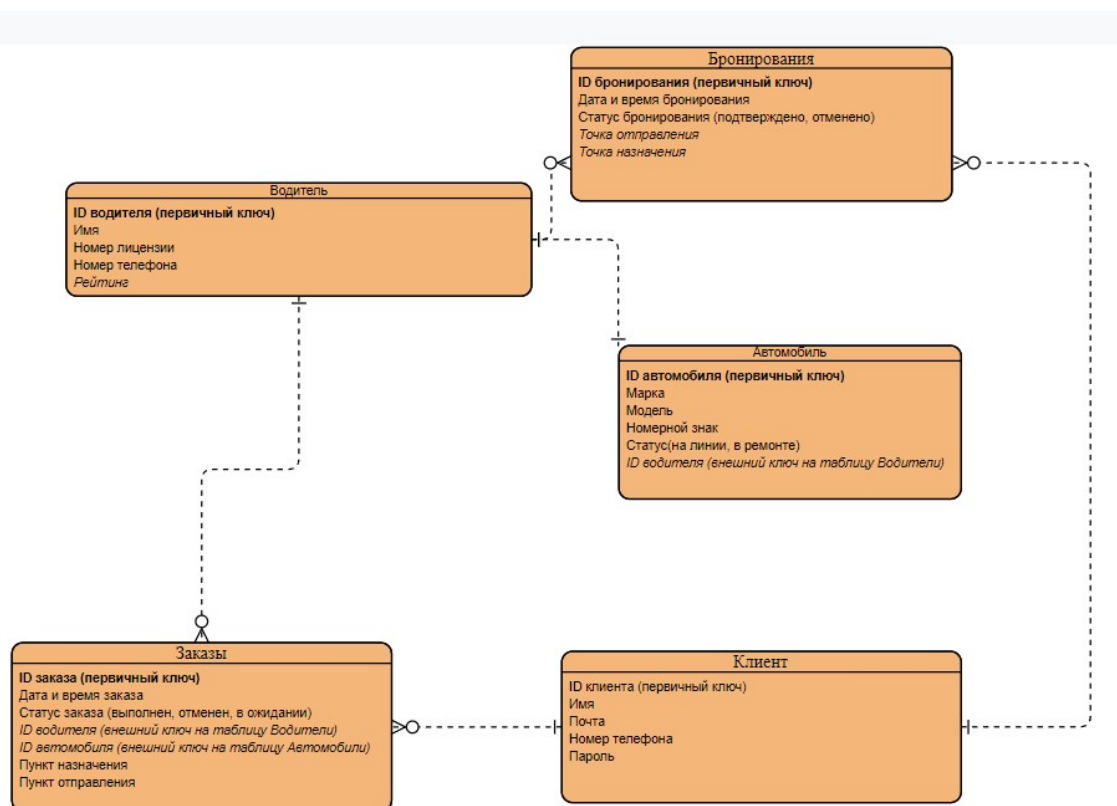 Бронирования
ID бронирования (первичный ключ)
Дата и время бронирования
Статус бронирования (подтверждено, отменено)
Точка отправления
Точка назначения
Водитель
ID водителя (первичный ключ)
Имя
Номер лицензии
Номер телефона
Рейтинг
Автомобиль
ID автомобиля (первичный ключ)
Марка
Модель
Номерной знак
Статус(на линии, в ремонте)
ID водителя (внешний ключ на таблицу Водители)
Заказы
ID заказа (первичный ключ)
Дата и время заказа
Статус заказа (выполнен, отменен, в ожидании)
ID водителя (внешний ключ на таблицу Водители)
ID автомобиля (внешний ключ на таблицу Автомобили)
Пункт назначения
Пункт отправления
Клиент
ID клиента (первичный ключ)
Имя
Почта
Номер телефона
Пароль